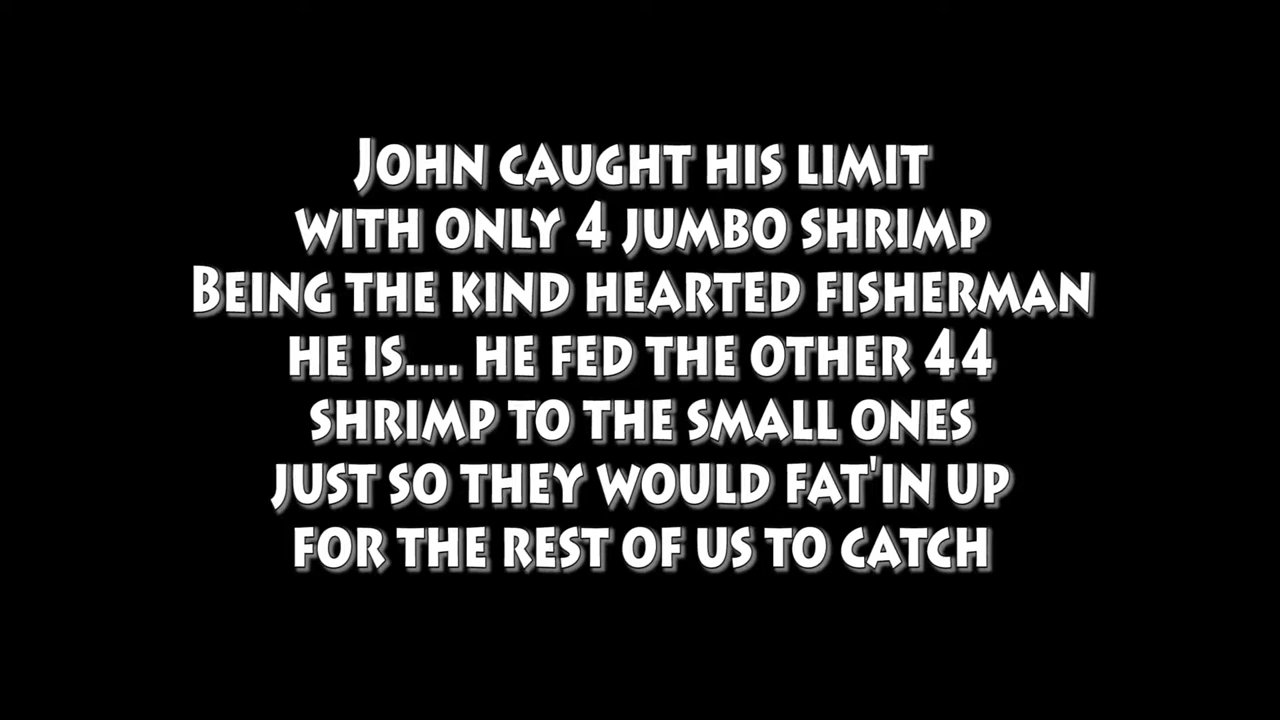 John caught his limit
with only 4 jumbo shrimp
Being the kind hearted fisherman
he is.... he fed the other 44
shrimp to the small ones
just so they would fat'in up
for the rest of us to catch